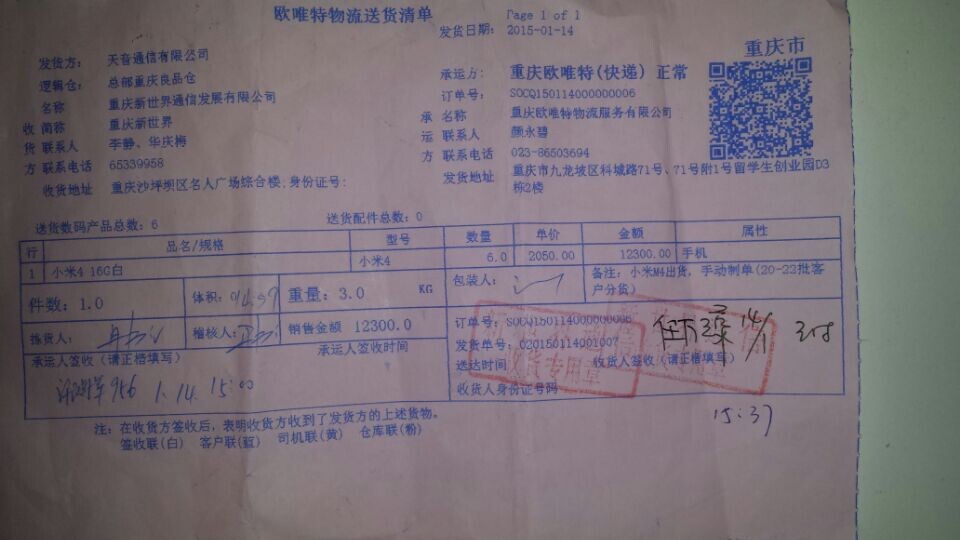 欧唯特物流送货清单
Page 1 of 1
发货日期: 2015-01-14
重庆市
发货方: 天音通信有限公司
逻辑仓: 总部重庆良品仓
名称 重庆新世界通信发展有限公司
收 简称 重庆新世界
货 联系人 李静、华庆梅
方 联系电话 65339958
收货地址 重庆沙坪坝区名人广场综合楼;身份证号:
承运方: 重庆欧唯特(快递) 正常
订单号: SOCQ150114000000006
承 名称 重庆欧唯特物流服务有限公司
运 联系人 颜永碧
方 联系电话 023-86503694
发货地址 重庆市九龙坡区科城路71号、71号附1号留学生创业园D3
栋2楼
送货数码产品总数: 6 送货配件总数: 0
行 品名/规格 型号 数量 单价 金额 属性
1 小米4 16G白 小米4 6.0 2050.00 12300.00 手机
件数: 1.0 体积: 重量: 3.0 KG 包装人: 备注: 小米M4出货, 手动制单(20-22批客
户分货)
拣货人: 稽核人: 销售金额 12300.0
订单号: SOCQ150114000000006
发货单号: 020150114001007
承运人签收(请正楷填写) 承运人签收时间
送达时间 收货人签收(请正楷填写)
14/1
956 1.14. 15:00
收货人身份证号码
收货专用章
15:37
注: 在收货方签收后, 表明收货方收到了发货方的上述货物。
签收联(白) 客户联(蓝) 司机联(黄) 仓库联(粉)